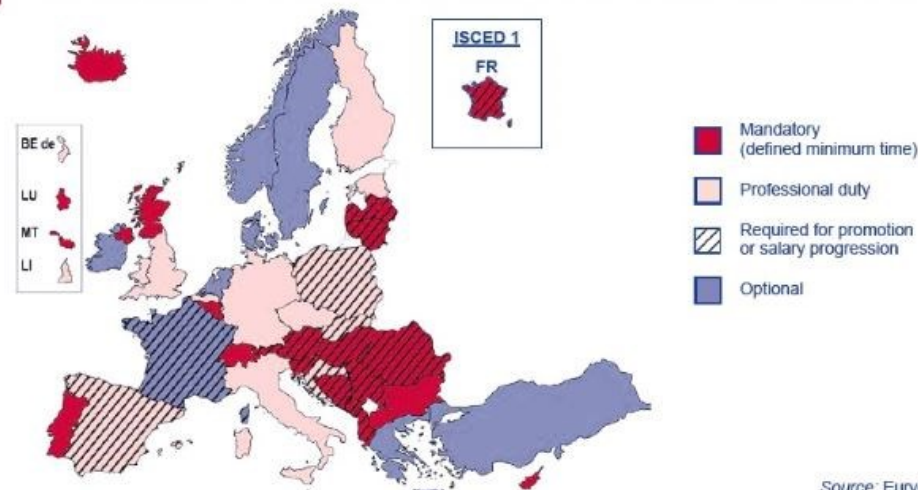 ISCED 1
FR
BE de
LU
MT
LI
Mandatory
(defined minimum time)
Professional duty
Required for promotion
or salary progression
Optional
Source: